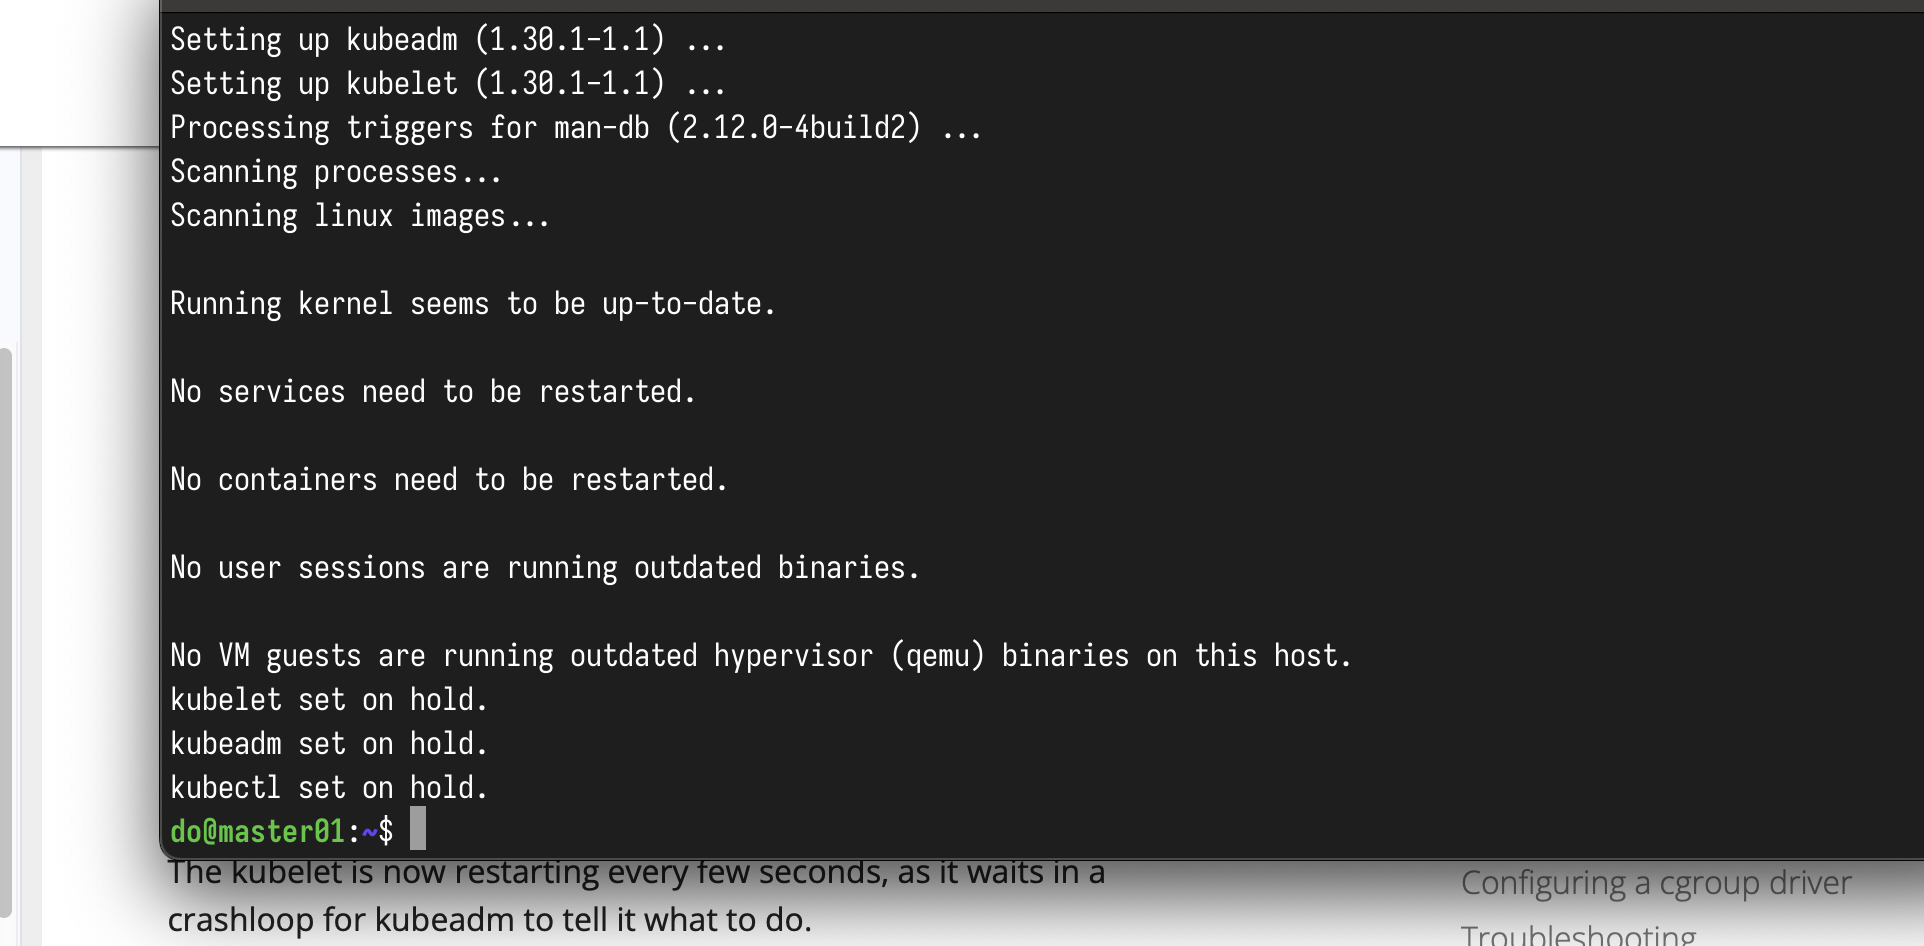 Setting up kubeadm (1.30.1-1.1) ...
Setting up kubelet (1.30.1-1.1) ...
Processing triggers for man-db (2.12.0-4build2) ...
Scanning processes...
Scanning linux images...
Running kernel seems to be up-to-date.
No services need to be restarted.
No containers need to be restarted.
No user sessions are running outdated binaries.
No VM guests are running outdated hypervisor (qemu) binaries on this host.
kubelet set on hold.
kubeadm set on hold.
kubectl set on hold.
do@master01:~$
The kubelet is now restarting every few seconds, as it waits in a
crashloop for kubeadm to tell it what to do.
Configuring a cgroup driver
Troubleshooting